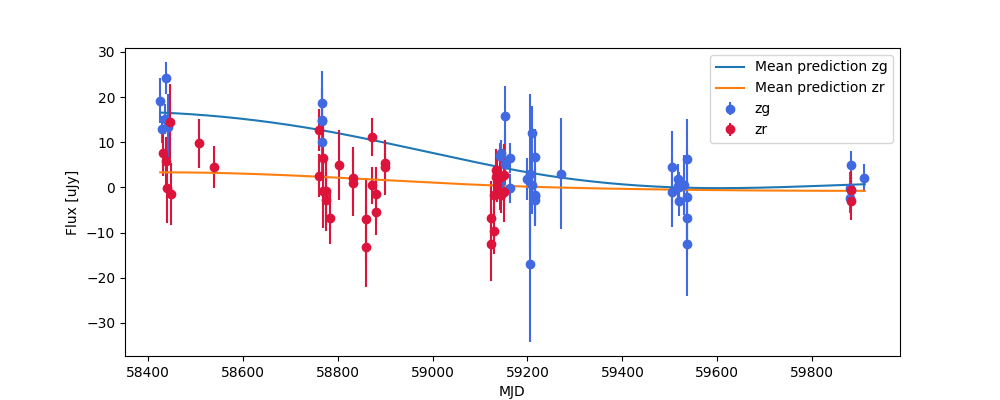 30
20
10
0
−10
−20
−30
Flux [uJy]
58400
58600
58800
59000
59200
59400
59600
59800
MJD
Mean prediction zg
Mean prediction zr
zg
zr